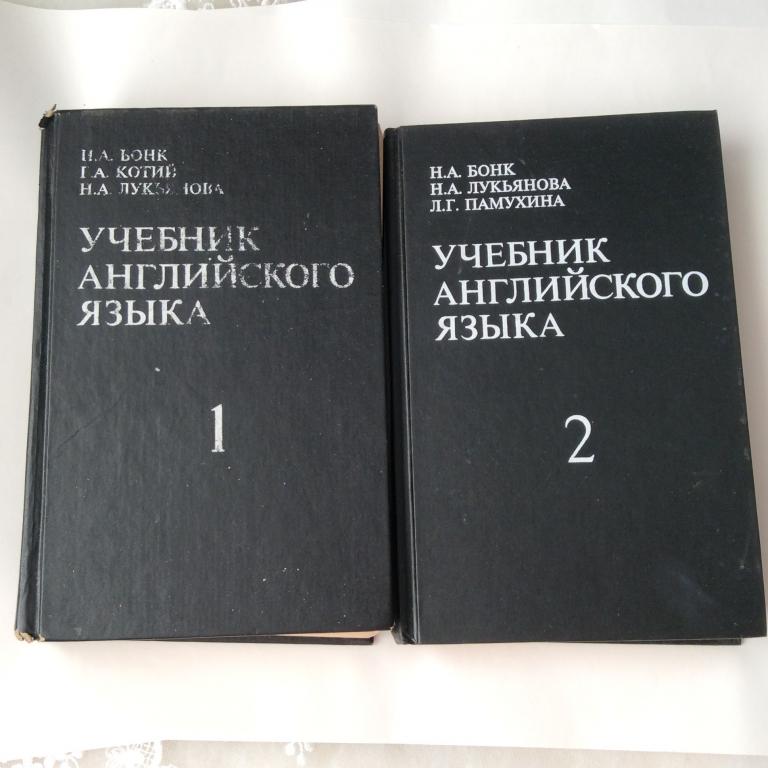 Н.А. БОНК
Г.А. КОТИЙ
Н.А. ЛУКЬЯНОВА
УЧЕБНИК
АНГЛИЙСКОГО
ЯЗЫКА
1
Н.А. БОНК
Н.А. ЛУКЬЯНОВА
Л.Г. ПАМУХИНА
УЧЕБНИК
АНГЛИЙСКОГО
ЯЗЫКА
2